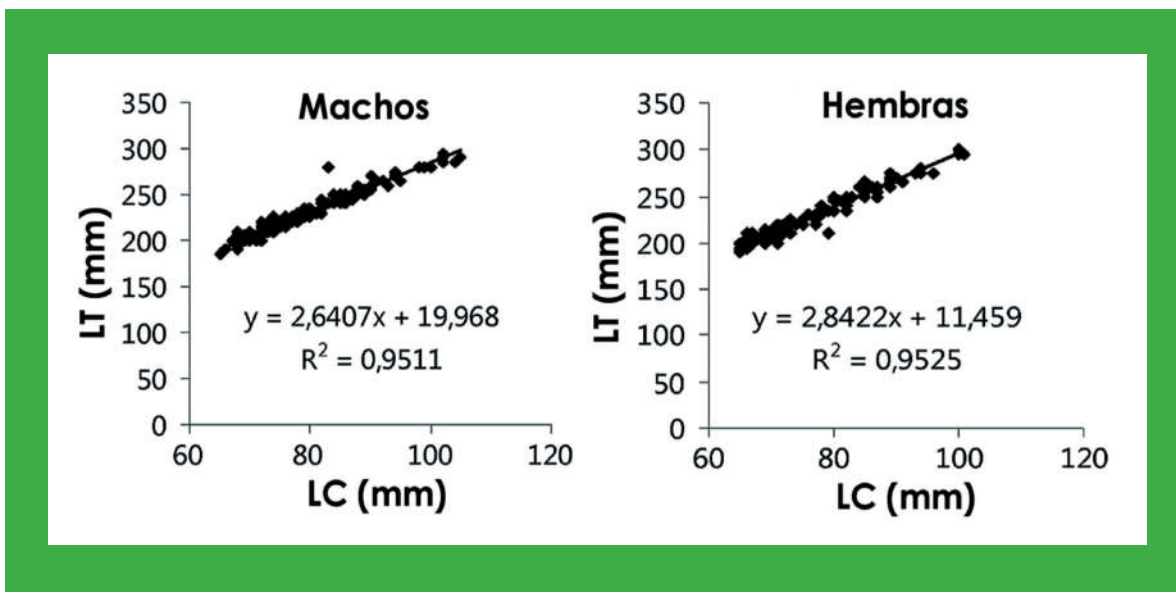 Machos
350
300
250
200
150
100
50
0
LT (mm)
y = 2,6407x + 19,968
R² = 0,9511
60 80 100 120
LC (mm)
Hembras
350
300
250
200
150
100
50
0
LT (mm)
y = 2,8422x + 11,459
R² = 0,9525
60 80 100 120
LC (mm)